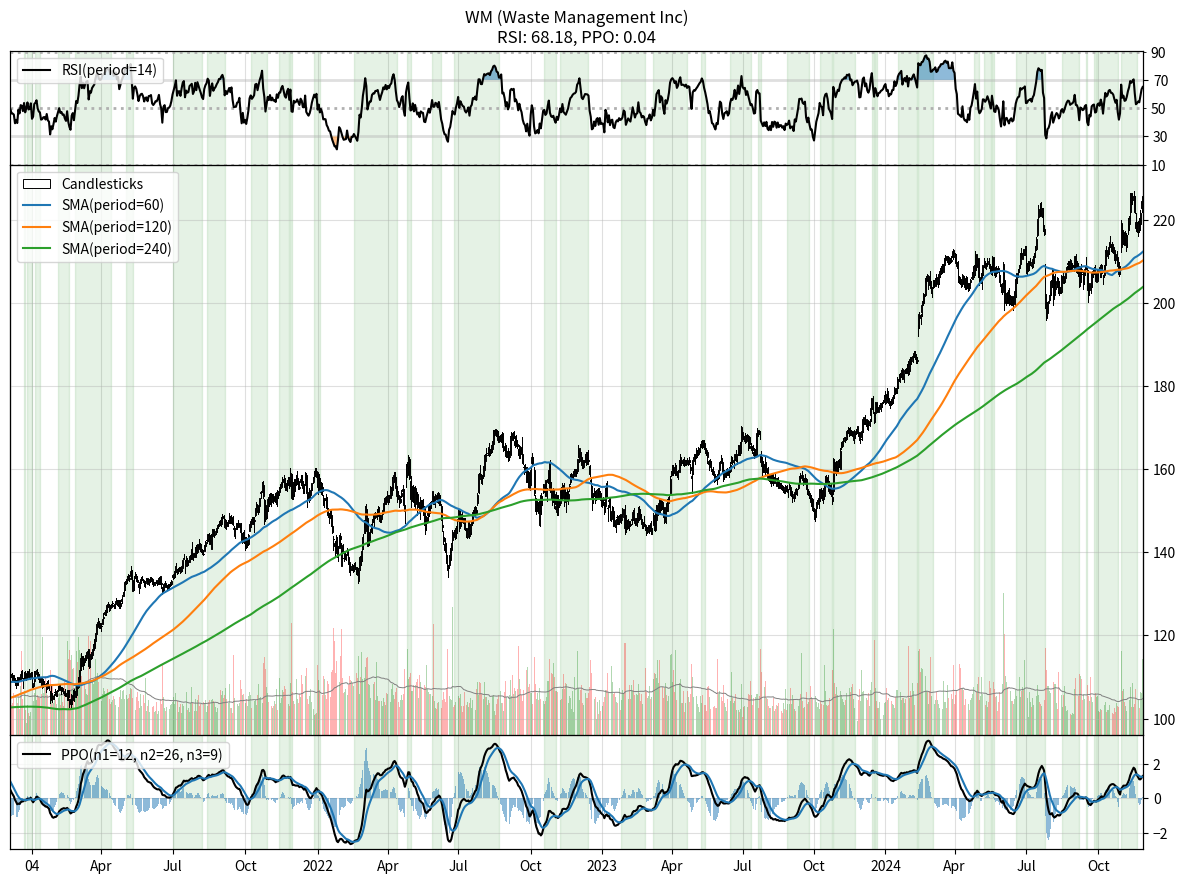 WM (Waste Management Inc)
RSI: 68.18, PPO: 0.04
RSI(period=14)
90
70
50
30
10
Candlesticks
SMA(period=60)
SMA(period=120)
SMA(period=240)
220
200
180
160
140
120
100
PPO(n1=12, n2=26, n3=9)
2
0
−2
04 Apr Jul Oct 2022 Apr Jul Oct 2023 Apr Jul Oct 2024 Apr Jul Oct